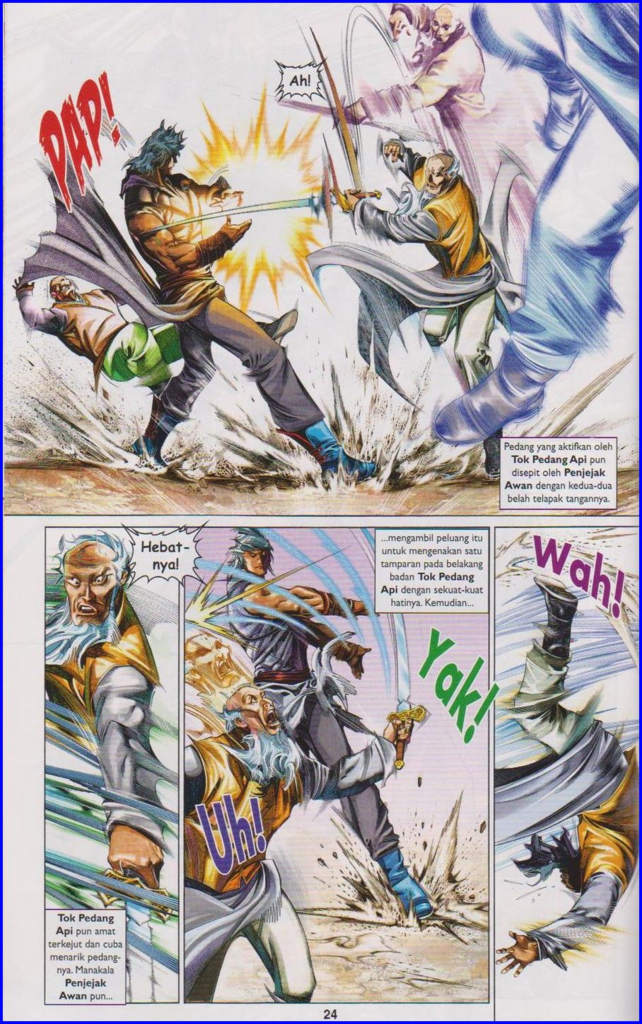 Ah!
PAP!
Pedang yang aktifkan oleh
Tok Pedang Api pun
disepit oleh Penjejak
Awan dengan kedua-dua
belah telapak tangannya.
Hebat-
nya!
Tok Pedang
Api pun amat
terkejut dan cuba
menarik pedang-
nya. Manakala
Penjejak
Awan pun...
...mengambil peluang itu
untuk mengenakan satu
tamparan pada belakang
badan Tok Pedang
Api dengan sekuat-kuat
hatinya. Kemudian...
Yak!
Uh!
Wah!
24